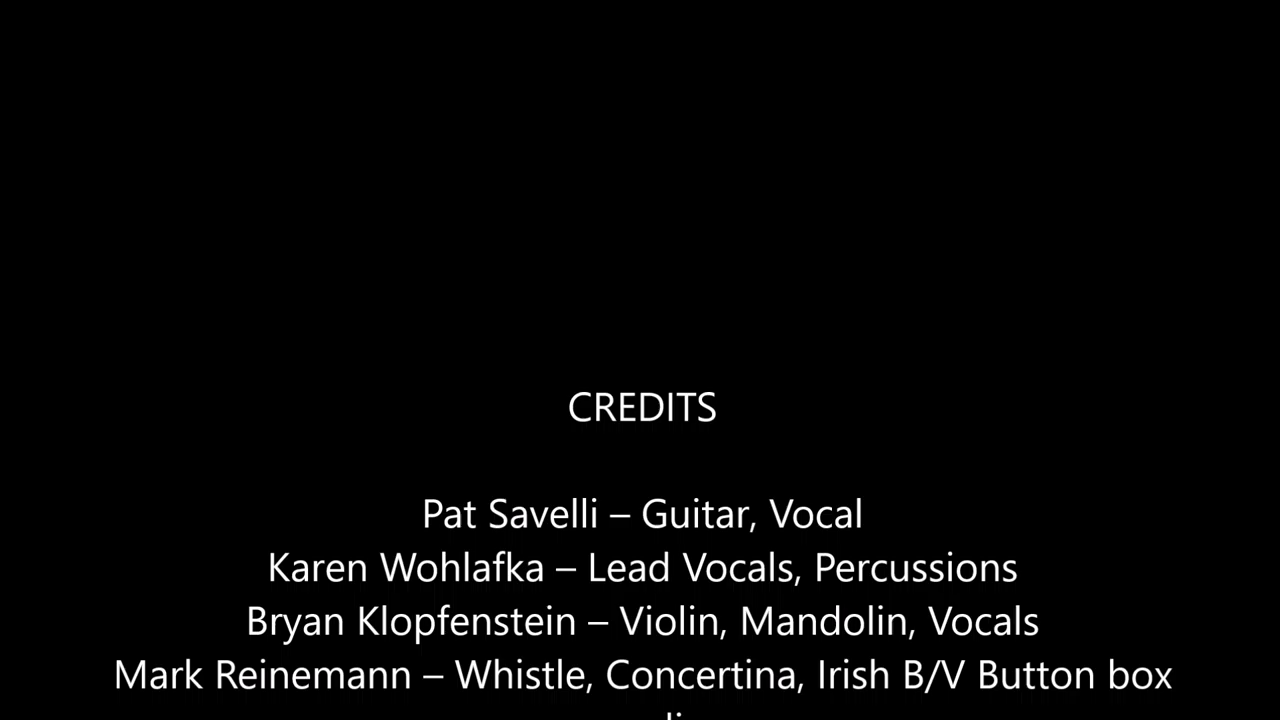 CREDITS
Pat Savelli – Guitar, Vocal
Karen Wohlafka – Lead Vocals, Percussions
Bryan Klopfenstein – Violin, Mandolin, Vocals
Mark Reinemann – Whistle, Concertina, Irish B/V Button box